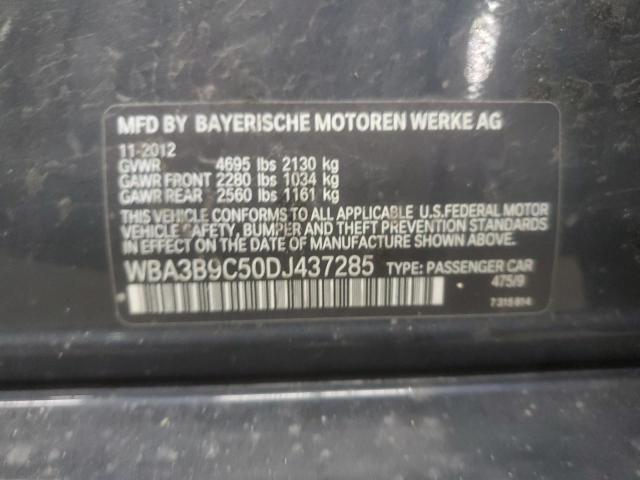 MFD BY BAYERISCHE MOTOREN WERKE AG
11-2012
GVWR 4695 lbs 2130 kg
GAWR FRONT 2280 lbs 1034 kg
GAWR REAR 2560 lbs 1161 kg
THIS VEHICLE CONFORMS TO ALL APPLICABLE U.S.FEDERAL MOTOR
VEHICLE SAFETY, BUMPER AND THEFT PREVENTION STANDARDS
IN EFFECT ON THE DATE OF MANUFACTURE SHOWN ABOVE.
WBA3B9C50DJ437285 TYPE: PASSENGER CAR
475/9
7 315 814